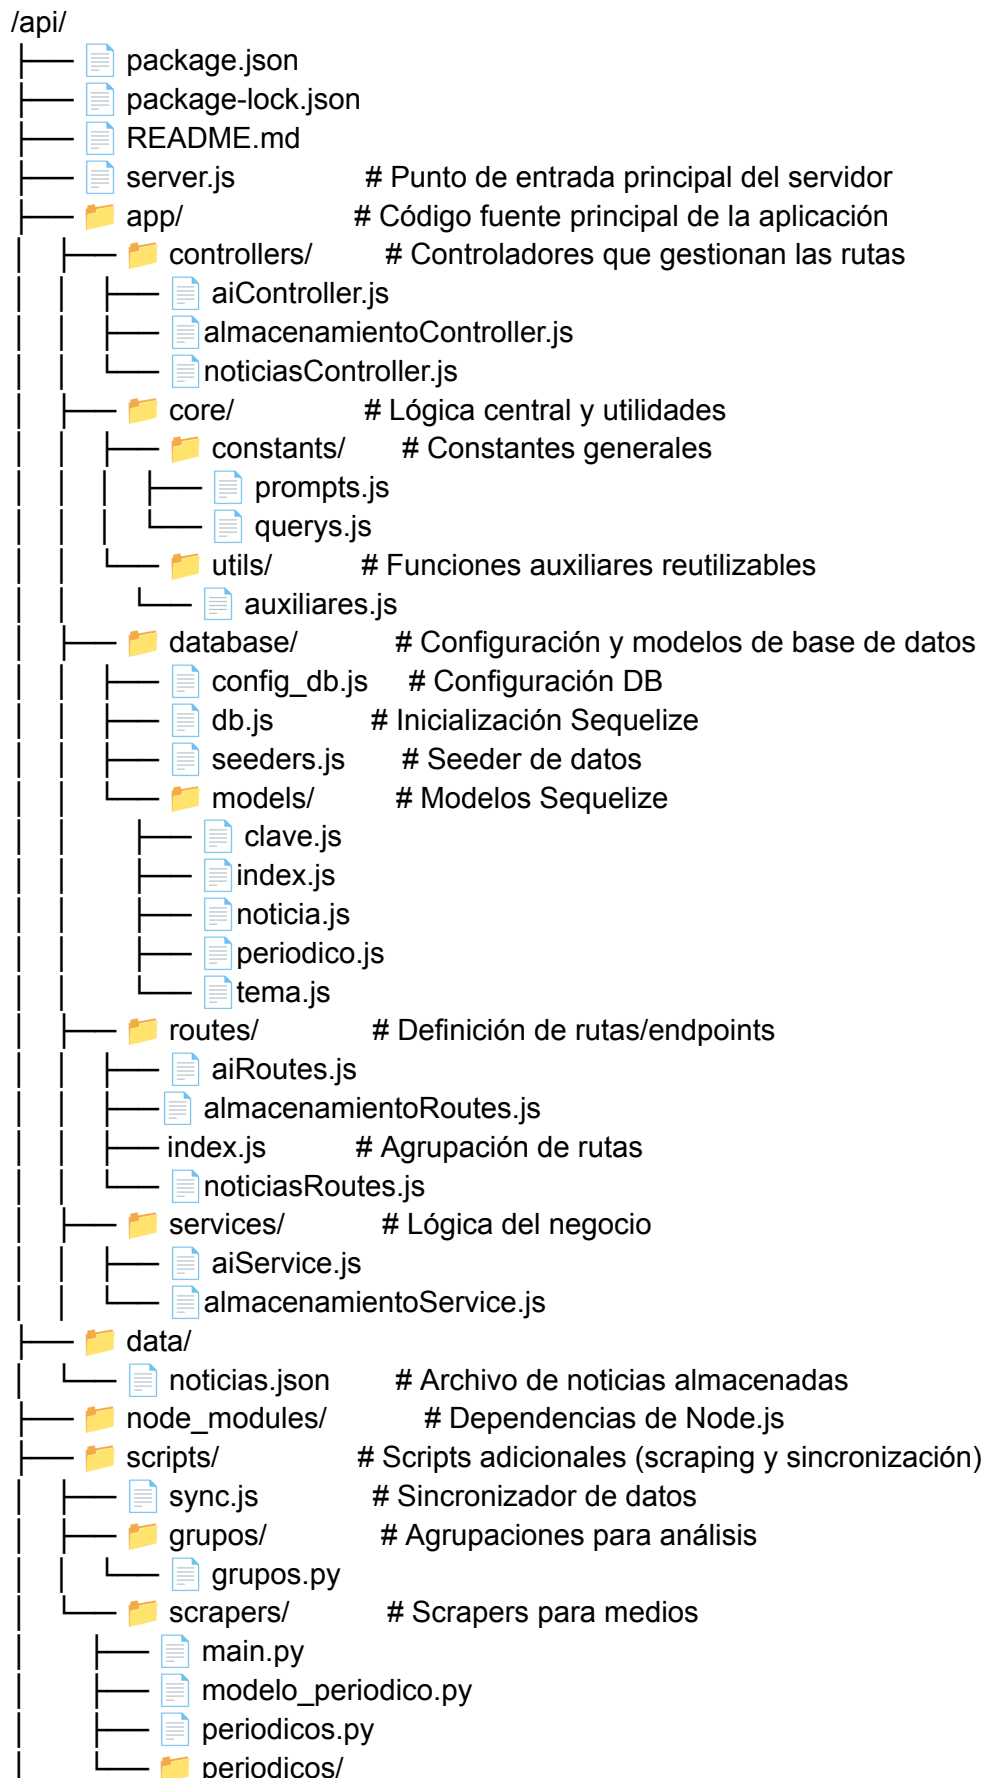 /api/
├── 📄 package.json
├── 📄 package-lock.json
├── 📄 README.md
├── 📄 server.js # Punto de entrada principal del servidor
├── 📁 app/ # Código fuente principal de la aplicación
│ ├── 📁 controllers/ # Controladores que gestionan las rutas
│ │ ├── 📄 aiController.js
│ │ ├── 📄almacenamientoController.js
│ │ └── 📄noticiasController.js
│ ├── 📁 core/ # Lógica central y utilidades
│ │ ├── 📁 constants/ # Constantes generales
│ │ │ ├── 📄 prompts.js
│ │ │ └── 📄 querys.js
│ │ └── 📁 utils/ # Funciones auxiliares reutilizables
│ │ └── 📄 auxiliares.js
│ ├── 📁 database/ # Configuración y modelos de base de datos
│ │ ├── 📄 config_db.js # Configuración DB
│ │ ├── 📄 db.js # Inicialización Sequelize
│ │ ├── 📄 seeders.js # Seeder de datos
│ │ └── 📁 models/ # Modelos Sequelize
│ │ ├── 📄 clave.js
│ │ ├── 📄index.js
│ │ ├── 📄noticia.js
│ │ ├── 📄periodico.js
│ │ └── 📄tema.js
│ ├── 📁 routes/ # Definición de rutas/endpoints
│ │ ├── 📄 aiRoutes.js
│ │ ├──📄 almacenamientoRoutes.js
│ │ ├── index.js # Agrupación de rutas
│ │ └── 📄noticiasRoutes.js
│ ├── 📁 services/ # Lógica del negocio
│ │ ├── 📄 aiService.js
│ │ └── 📄almacenamientoService.js
├── 📁 data/
│ └── 📄 noticias.json # Archivo de noticias almacenadas
├── 📁 node_modules/ # Dependencias de Node.js
├── 📁 scripts/ # Scripts adicionales (scraping y sincronización)
│ ├── 📄 sync.js # Sincronizador de datos
│ ├── 📁 grupos/ # Agrupaciones para análisis
│ │ └── 📄 grupos.py
│ └── 📁 scrapers/ # Scrapers para medios
│ ├── 📄 main.py
│ ├── 📄 modelo_periodico.py
│ ├── 📄 periodicos.py
│ └── 📁 periodicos/